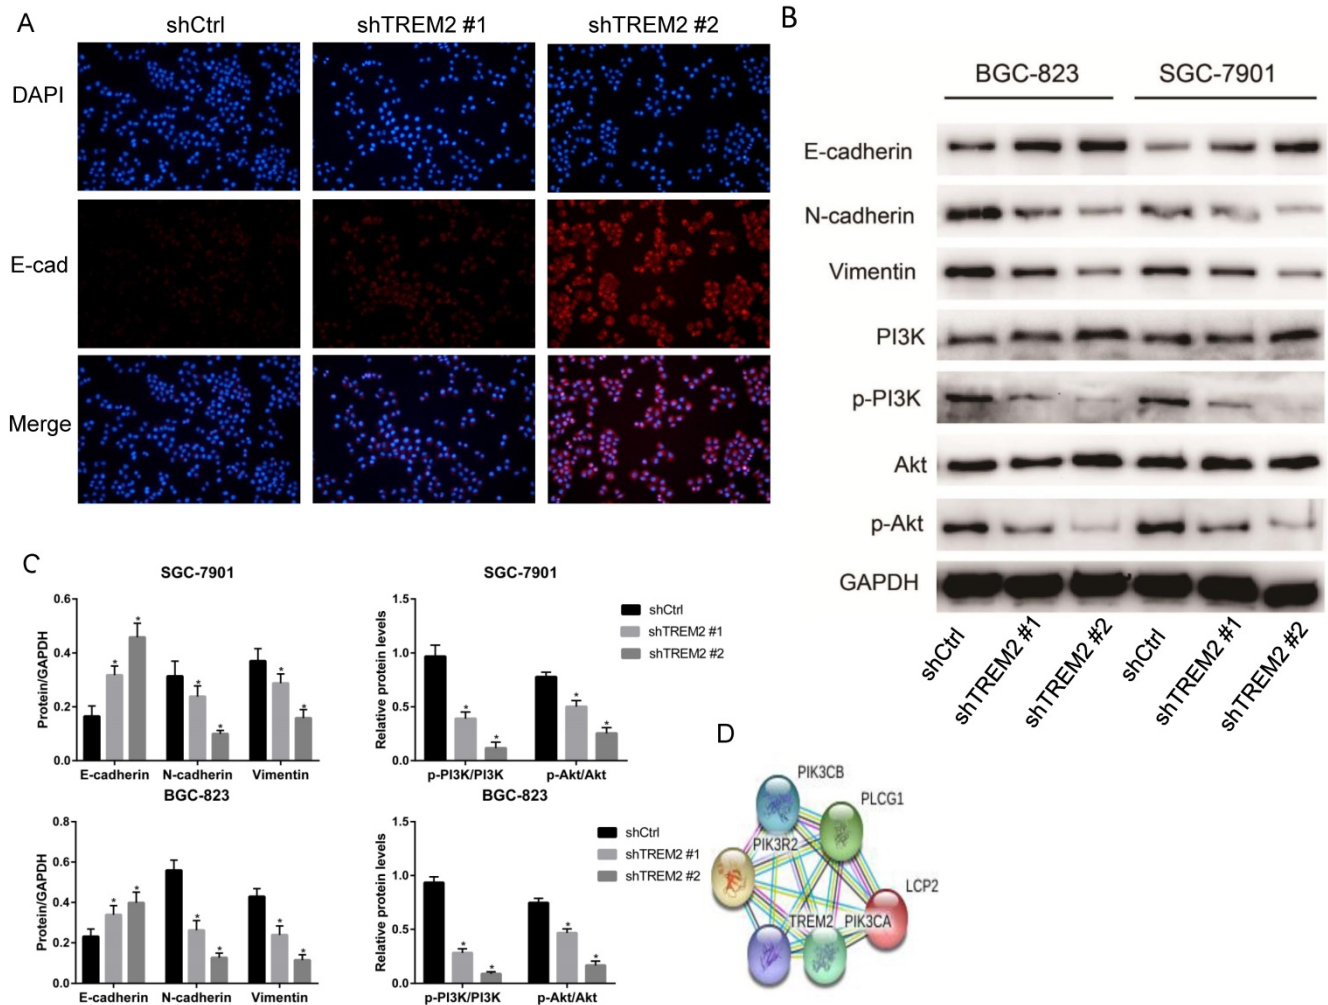 A
shCtrl
shTREM2 #1
shTREM2 #2
DAPI
E-cad
Merge
B
BGC-823
SGC-7901
E-cadherin
N-cadherin
Vimentin
PI3K
p-PI3K
Akt
p-Akt
GAPDH
shCtrl
shTREM2 #1
shTREM2 #2
shCtrl
shTREM2 #1
shTREM2 #2
C
SGC-7901
Protein/GAPDH
0.6
0.4
0.2
0.0
* * * * * *
E-cadherin N-cadherin Vimentin
SGC-7901
Relative protein levels
1.5
1.0
0.5
0.0
* * * *
p-PI3K/PI3K p-Akt/Akt
shCtrl
shTREM2 #1
shTREM2 #2
BGC-823
Protein/GAPDH
0.8
0.6
0.4
0.2
0.0
* * * * * *
E-cadherin N-cadherin Vimentin
BGC-823
Relative protein levels
1.5
1.0
0.5
0.0
* * * *
p-PI3K/PI3K p-Akt/Akt
shCtrl
shTREM2 #1
shTREM2 #2
D
PIK3CB
PLCG1
PIK3R2
LCP2
TREM2
PIK3CA